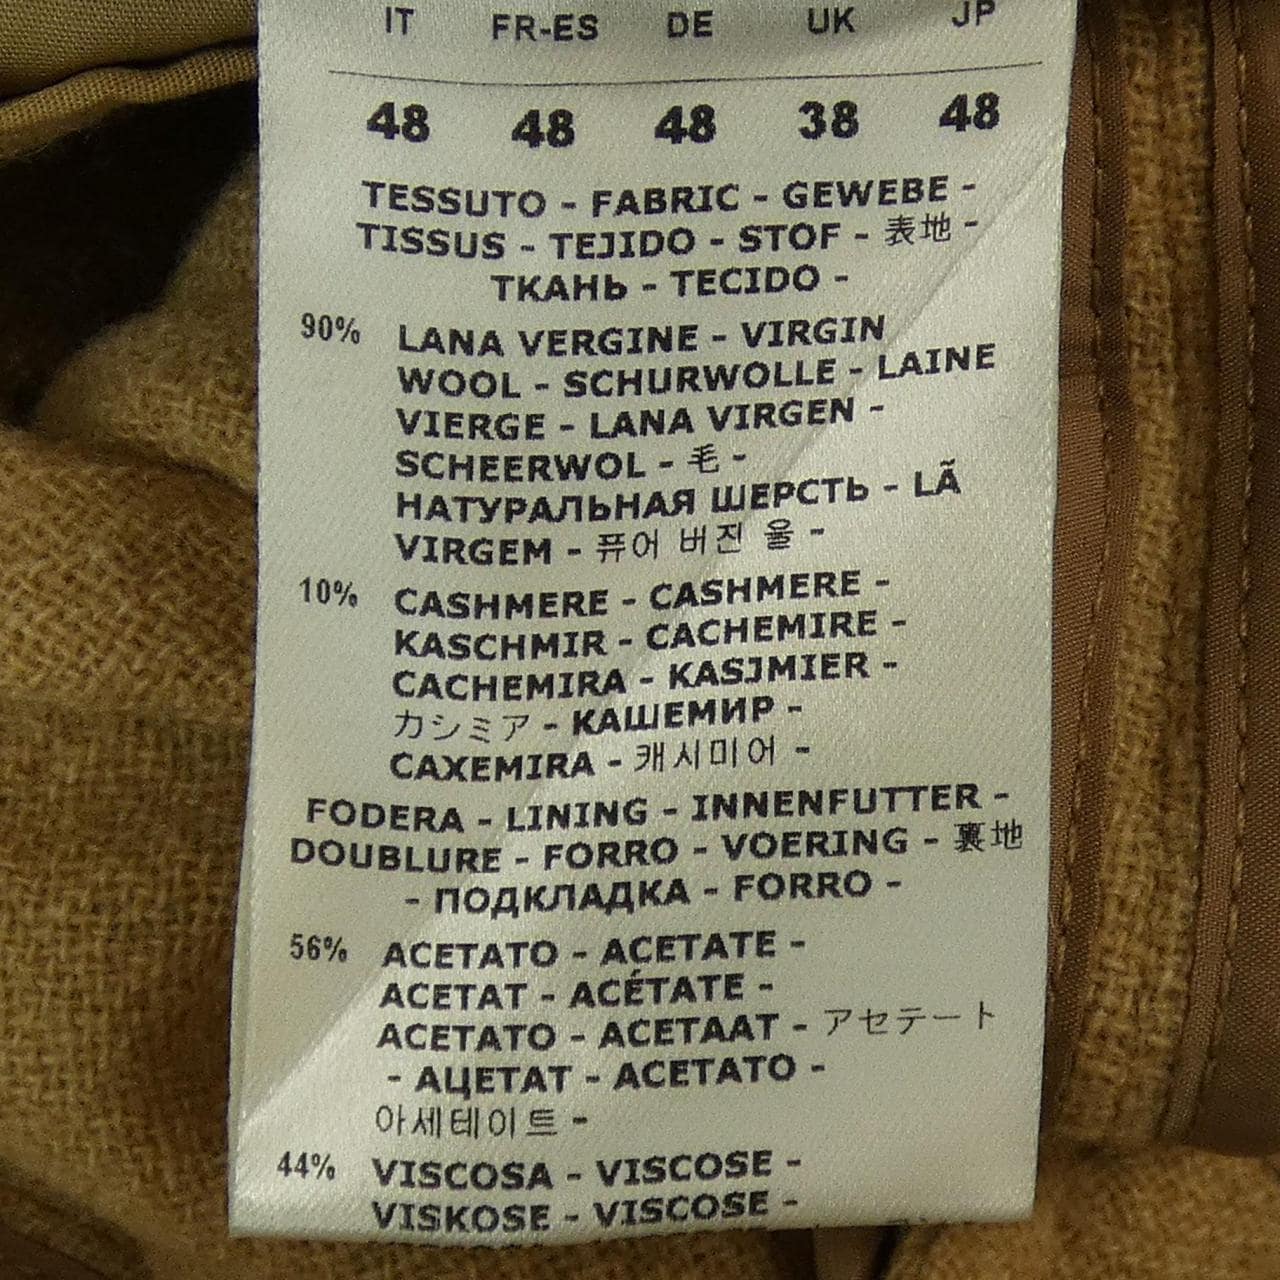 IT FR-ES DE UK JP
48 48 48 38 48
TESSUTO - FABRIC - GEWEBE -
TISSUS - TEJIDO - STOF - 表地 -
ТКАНЬ - TECIDO -
90% LANA VERGINE - VIRGIN
WOOL - SCHURWOLLE - LAINE
VIERGE - LANA VIRGEN -
SCHEERWOL - 毛 -
НАТУРАЛЬНАЯ ШЕРСТЬ - LÃ
VIRGEM - 퓨어 버진 울 -
10% CASHMERE - CASHMERE -
KASCHMIR - CACHEMIRE -
CACHEMIRA - KASJMIER -
カシミア - КАШЕМИР -
CAXEMIRA - 캐시미어 -
FODERA - LINING - INNENFUTTER -
DOUBLURE - FORRO - VOERING - 裏地
- ПОДКЛАДКА - FORRO -
56% ACETATO - ACETATE -
ACETAT - ACÉTATE -
ACETATO - ACETAAT - アセテート
- АЦЕТАТ - ACETATO -
아세테이트 -
44% VISCOSA - VISCOSE -
VISKOSE - VISCOSE -